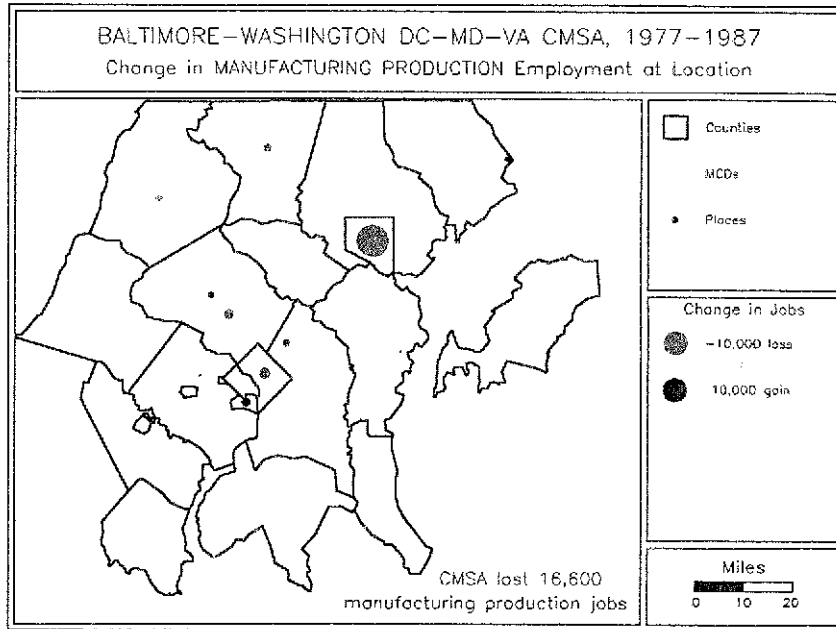 BALTIMORE-WASHINGTON DC-MD-VA CMSA, 1977-1987
Change in MANUFACTURING PRODUCTION Employment at Location
Counties
MCDs
Places
Change in Jobs
-10,000 loss
10,000 gain
CMSA lost 16,600
manufacturing production jobs
Miles
0 10 20